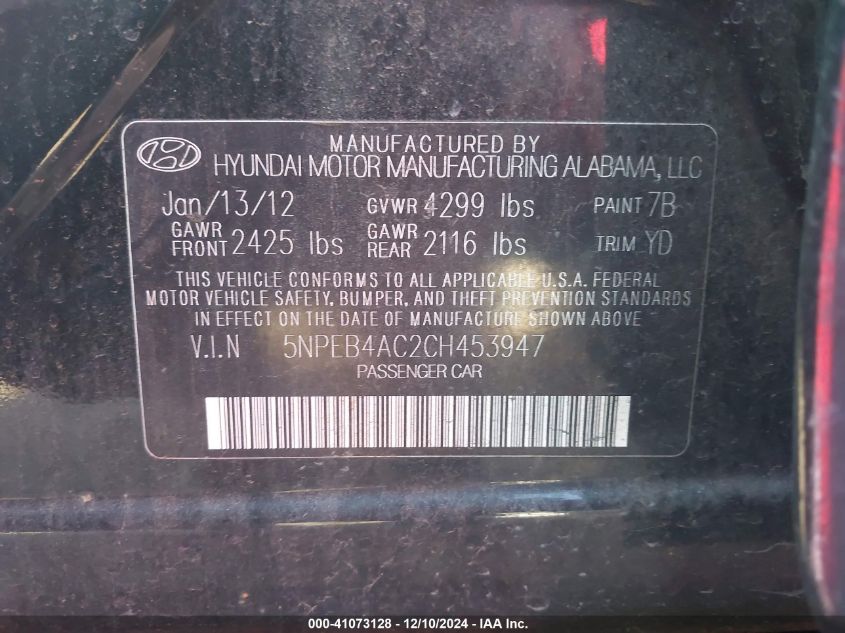 MANUFACTURED BY
HYUNDAI MOTOR MANUFACTURING ALABAMA, LLC
Jan/13/12 GVWR 4299 lbs PAINT 7B
GAWR FRONT 2425 lbs GAWR REAR 2116 lbs TRIM YD
THIS VEHICLE CONFORMS TO ALL APPLICABLE U.S.A. FEDERAL
MOTOR VEHICLE SAFETY, BUMPER, AND THEFT PREVENTION STANDARDS
IN EFFECT ON THE DATE OF MANUFACTURE SHOWN ABOVE
V.I.N 5NPEB4AC2CH453947
PASSENGER CAR
000-41073128 - 12/10/2024 - IAA Inc.